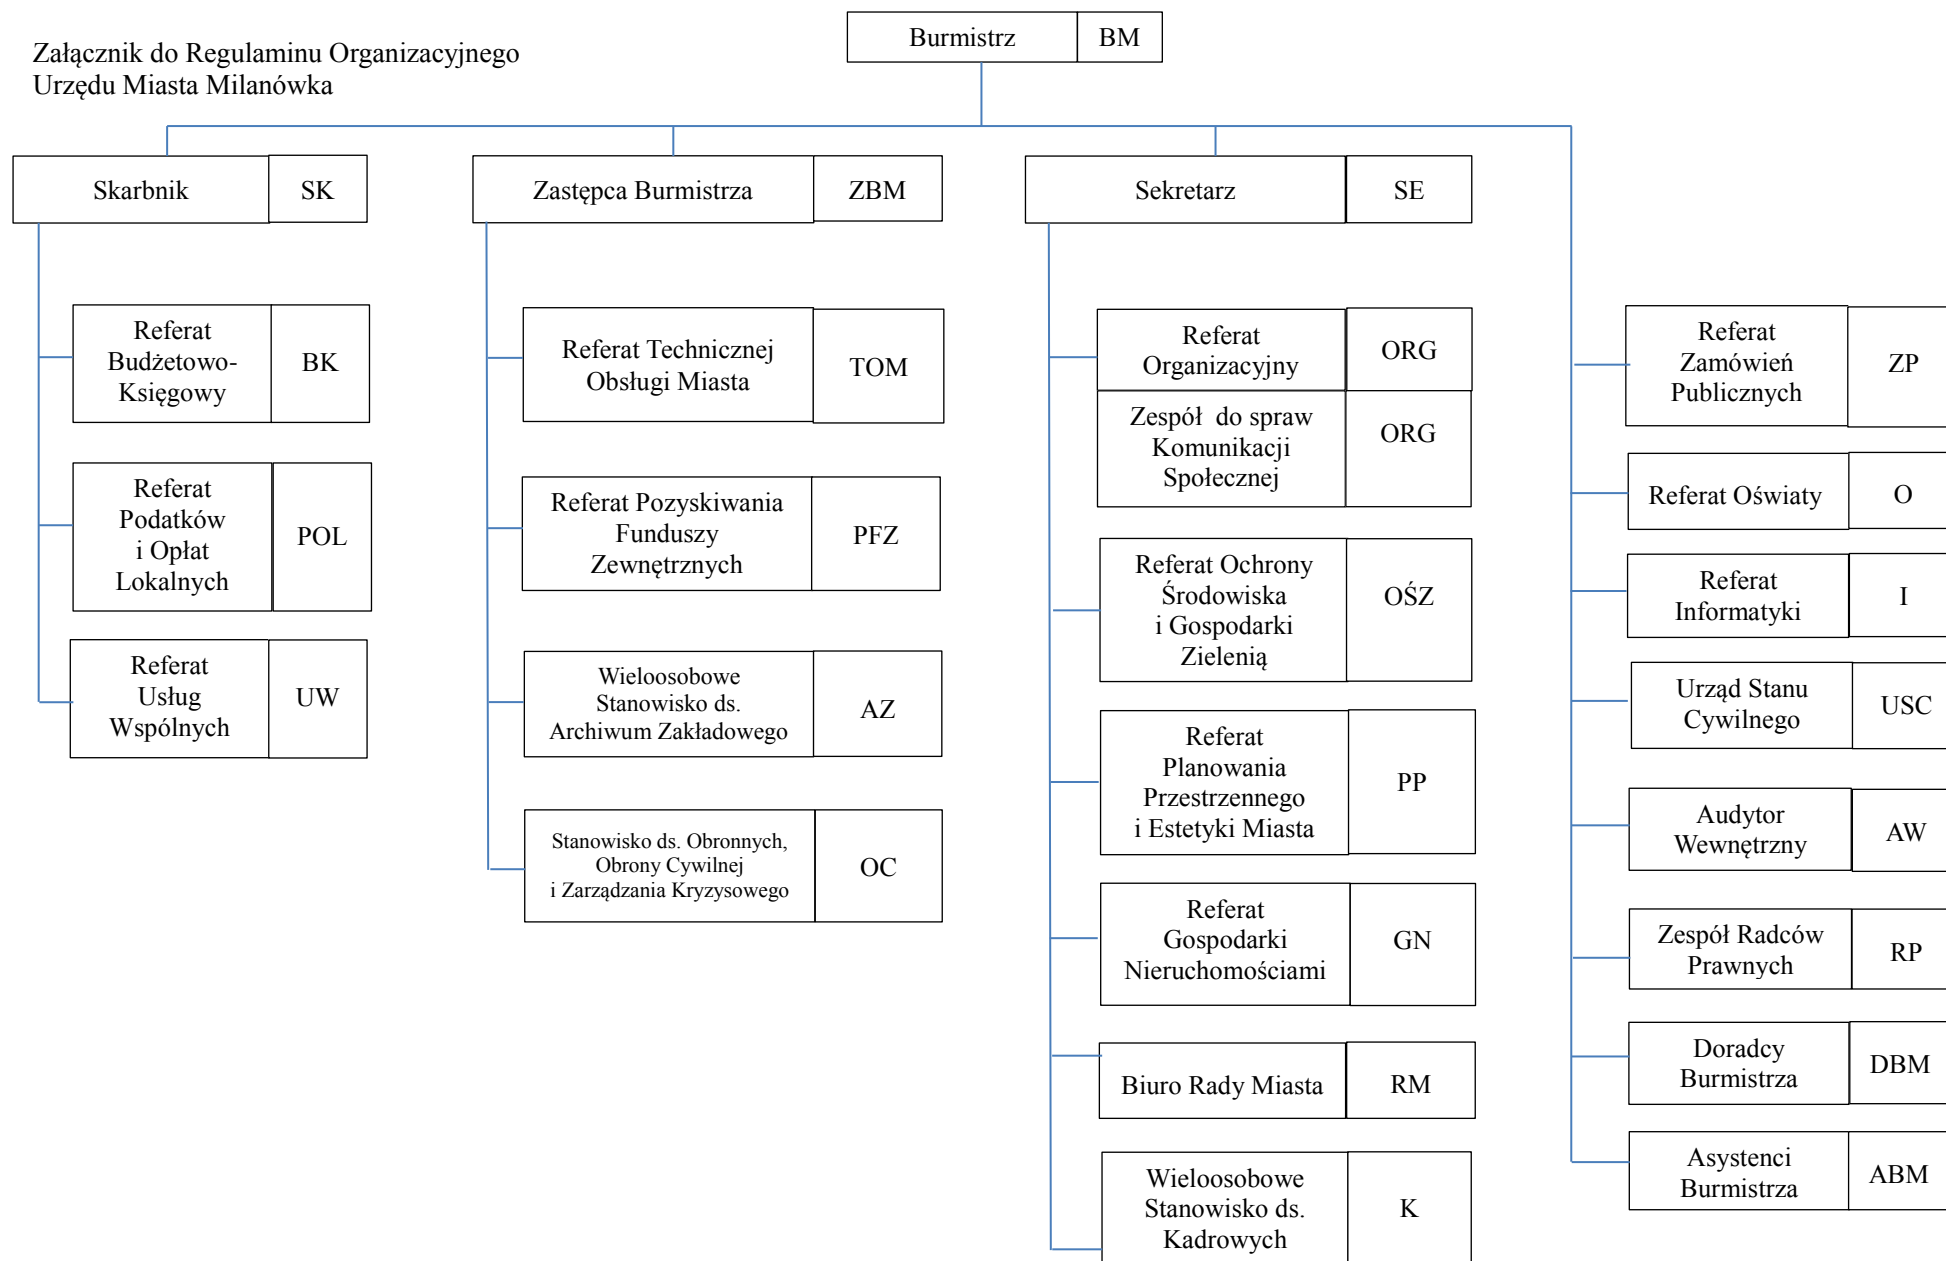 Załącznik do Regulaminu Organizacyjnego
Urzędu Miasta Milanówka
Burmistrz
BM
Skarbnik
SK
Referat
Budżetowo-
Księgowy
BK
Referat
Podatków
i Opłat
Lokalnych
POL
Referat
Usług
Wspólnych
UW
Zastępca Burmistrza
ZBM
Referat Technicznej
Obsługi Miasta
TOM
Referat Pozyskiwania
Funduszy
Zewnętrznych
PFZ
Wieloosobowe
Stanowisko ds.
Archiwum Zakładowego
AZ
Stanowisko ds. Obronnych,
Obrony Cywilnej
i Zarządzania Kryzysowego
OC
Sekretarz
SE
Referat
Organizacyjny
ORG
Zespół do spraw
Komunikacji
Społecznej
ORG
Referat Ochrony
Środowiska
i Gospodarki
Zielenią
OŚZ
Referat
Planowania
Przestrzennego
i Estetyki Miasta
PP
Referat
Gospodarki
Nieruchomościami
GN
Biuro Rady Miasta
RM
Wieloosobowe
Stanowisko ds.
Kadrowych
K
Referat
Zamówień
Publicznych
ZP
Referat Oświaty
O
Referat
Informatyki
I
Urząd Stanu
Cywilnego
USC
Audytor
Wewnętrzny
AW
Zespół Radców
Prawnych
RP
Doradcy
Burmistrza
DBM
Asystenci
Burmistrza
ABM